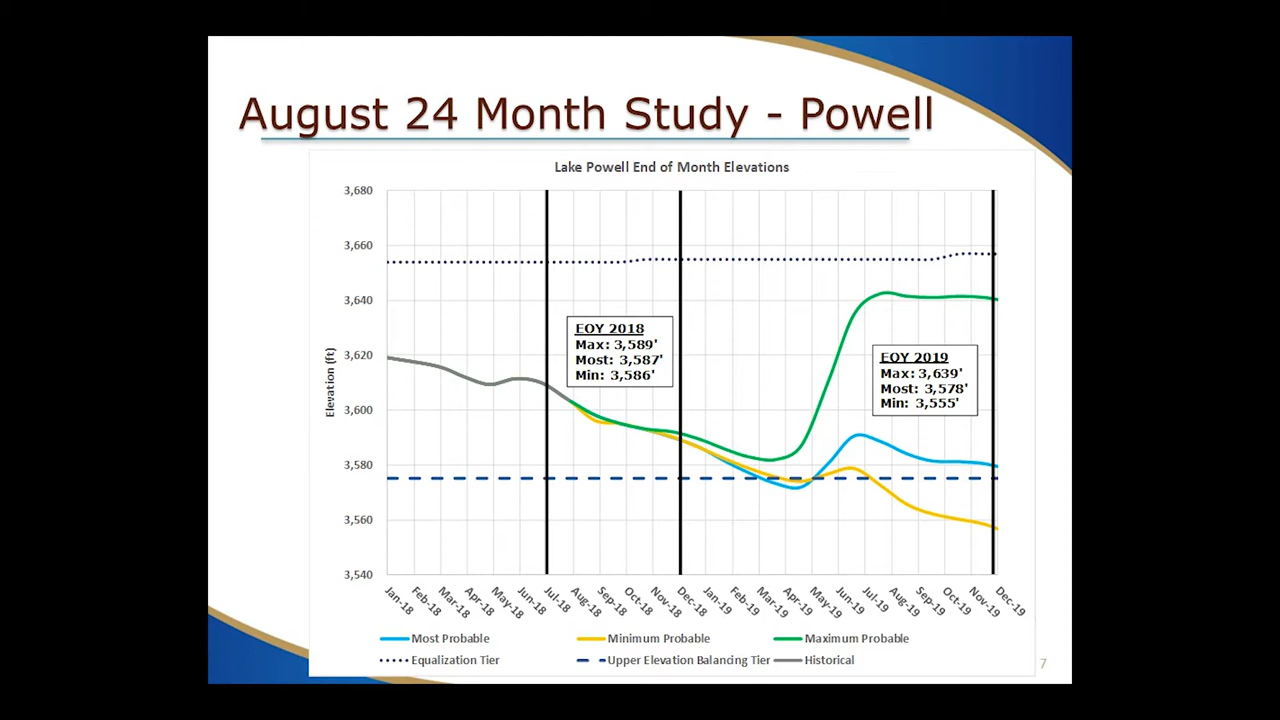 August 24 Month Study - Powell
Lake Powell End of Month Elevations
Elevation (ft)
3,680
3,660
3,640
3,620
3,600
3,580
3,560
3,540
EOY 2018
Max: 3,589'
Most: 3,587'
Min: 3,586'
EOY 2019
Max: 3,639'
Most: 3,578'
Min: 3,555'
Jan-18
Feb-18
Mar-18
Apr-18
May-18
Jun-18
Jul-18
Aug-18
Sep-18
Oct-18
Nov-18
Dec-18
Jan-19
Feb-19
Mar-19
Apr-19
May-19
Jun-19
Jul-19
Aug-19
Sep-19
Oct-19
Nov-19
Dec-19
Most Probable
Minimum Probable
Maximum Probable
Equalization Tier
Upper Elevation Balancing Tier
Historical
7